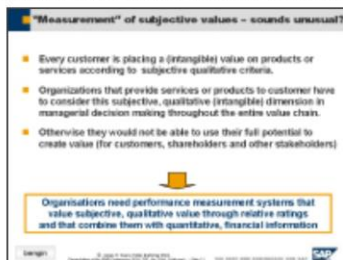 "Measurement" of subjective values – sounds unusual?
Every customer is placing a (intangible) value on products or
services according to subjective qualitative criteria.
Organizations that provide services or products to customer have
to consider this subjective, qualitative (intangible) dimension in
managerial decision making throughout the entire value chain.
Otherwise they would not be able to use their full potential to
create value (for customers, shareholders and other stakeholders)
Organisations need performance measurement systems that
value subjective, qualitative value through relative ratings
and that combine them with quantitative, financial information
SAP